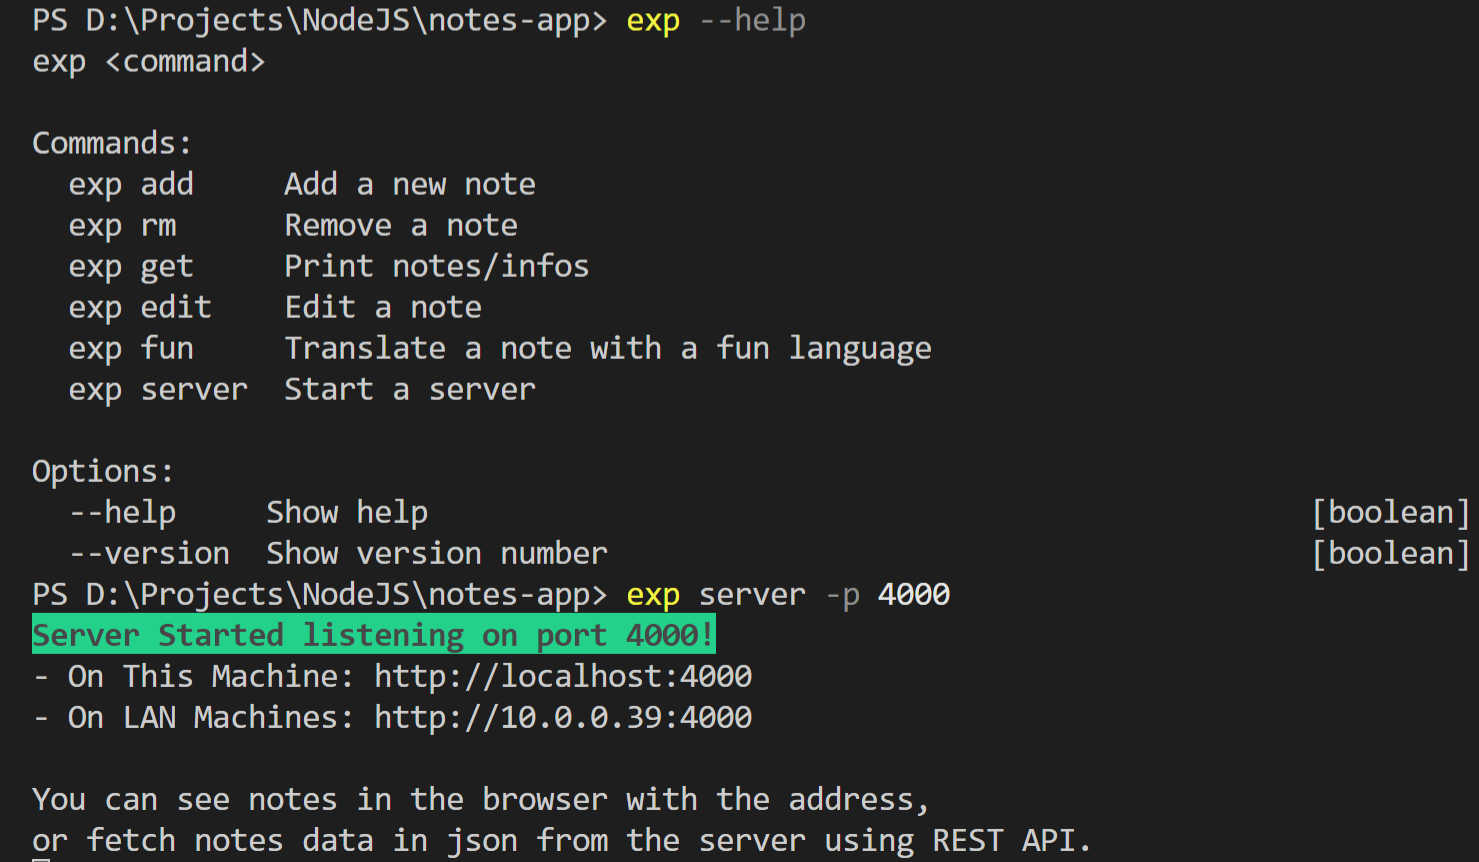 PS D:\Projects\NodeJS\notes-app> exp --help
exp <command>

Commands:
  exp add     Add a new note
  exp rm      Remove a note
  exp get     Print notes/infos
  exp edit    Edit a note
  exp fun     Translate a note with a fun language
  exp server  Start a server

Options:
  --help     Show help                                                 [boolean]
  --version  Show version number                                       [boolean]
PS D:\Projects\NodeJS\notes-app> exp server -p 4000
Server Started listening on port 4000!
- On This Machine: http://localhost:4000
- On LAN Machines: http://10.0.0.39:4000

You can see notes in the browser with the address,
or fetch notes data in json from the server using REST API.